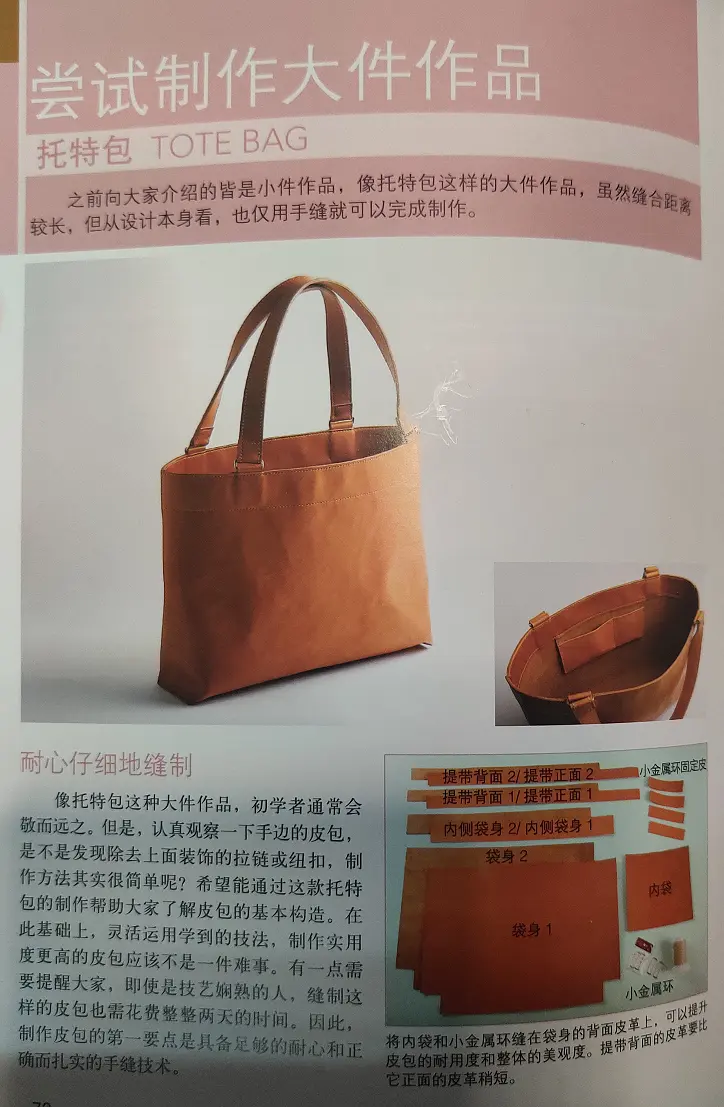 尝试制作大件作品
托特包 TOTE BAG
之前向大家介绍的皆是小件作品，像托特包这样的大件作品，虽然缝合距离
较长，但从设计本身看，也仅用手缝就可以完成制作。
耐心仔细地缝制
像托特包这种大件作品，初学者通常会
敬而远之。但是，认真观察一下手边的皮包，
是不是发现除去上面装饰的拉链或纽扣，制
作方法其实很简单呢？希望能通过这款托特
包的制作帮助大家了解皮包的基本构造。在
此基础上，灵活运用学到的技法，制作实用
度更高的皮包应该不是一件难事。有一点需
要提醒大家，即使是技艺娴熟的人，缝制这
样的皮包也需花费整整两天的时间。因此，
制作皮包的第一要点是具备足够的耐心和正
确而扎实的手缝技术。
提带背面 2/ 提带正面 2
小金属环固定皮
提带背面 1/ 提带正面 1
内侧袋身 2/ 内侧袋身 1
袋身 2
内袋
袋身 1
小金属环
将内袋和小金属环缝在袋身的背面皮革上，可以提升
皮包的耐用度和整体的美观度。提带背面的皮革要比
它正面的皮革稍短。